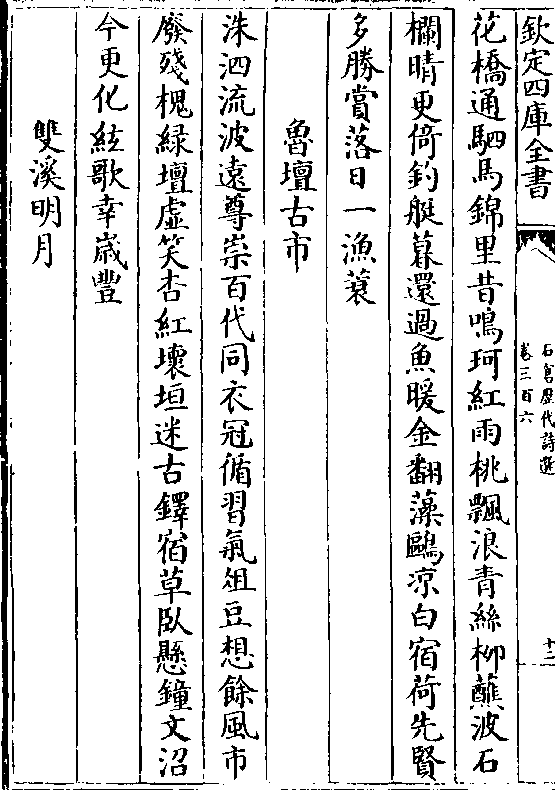 欽定四庫全書
石倉歷代詩選
卷三百六
十二
花橋通駟馬錦里昔鳴珂紅雨桃飄浪青絲柳蘸波石
欄晴更倚釣艇暮還過魚暖金翻藻鷗凉白宿荷先賢
多勝賞落日一漁蓑
魯壇古市
洙泗流波遠尊崇百代同衣冠循習氣俎豆想餘風市
廢殘槐緑壇虚笑杏紅壞垣迷古鐸宿草臥懸鐘文沼
今更化絃歌幸歲豐
雙溪明月